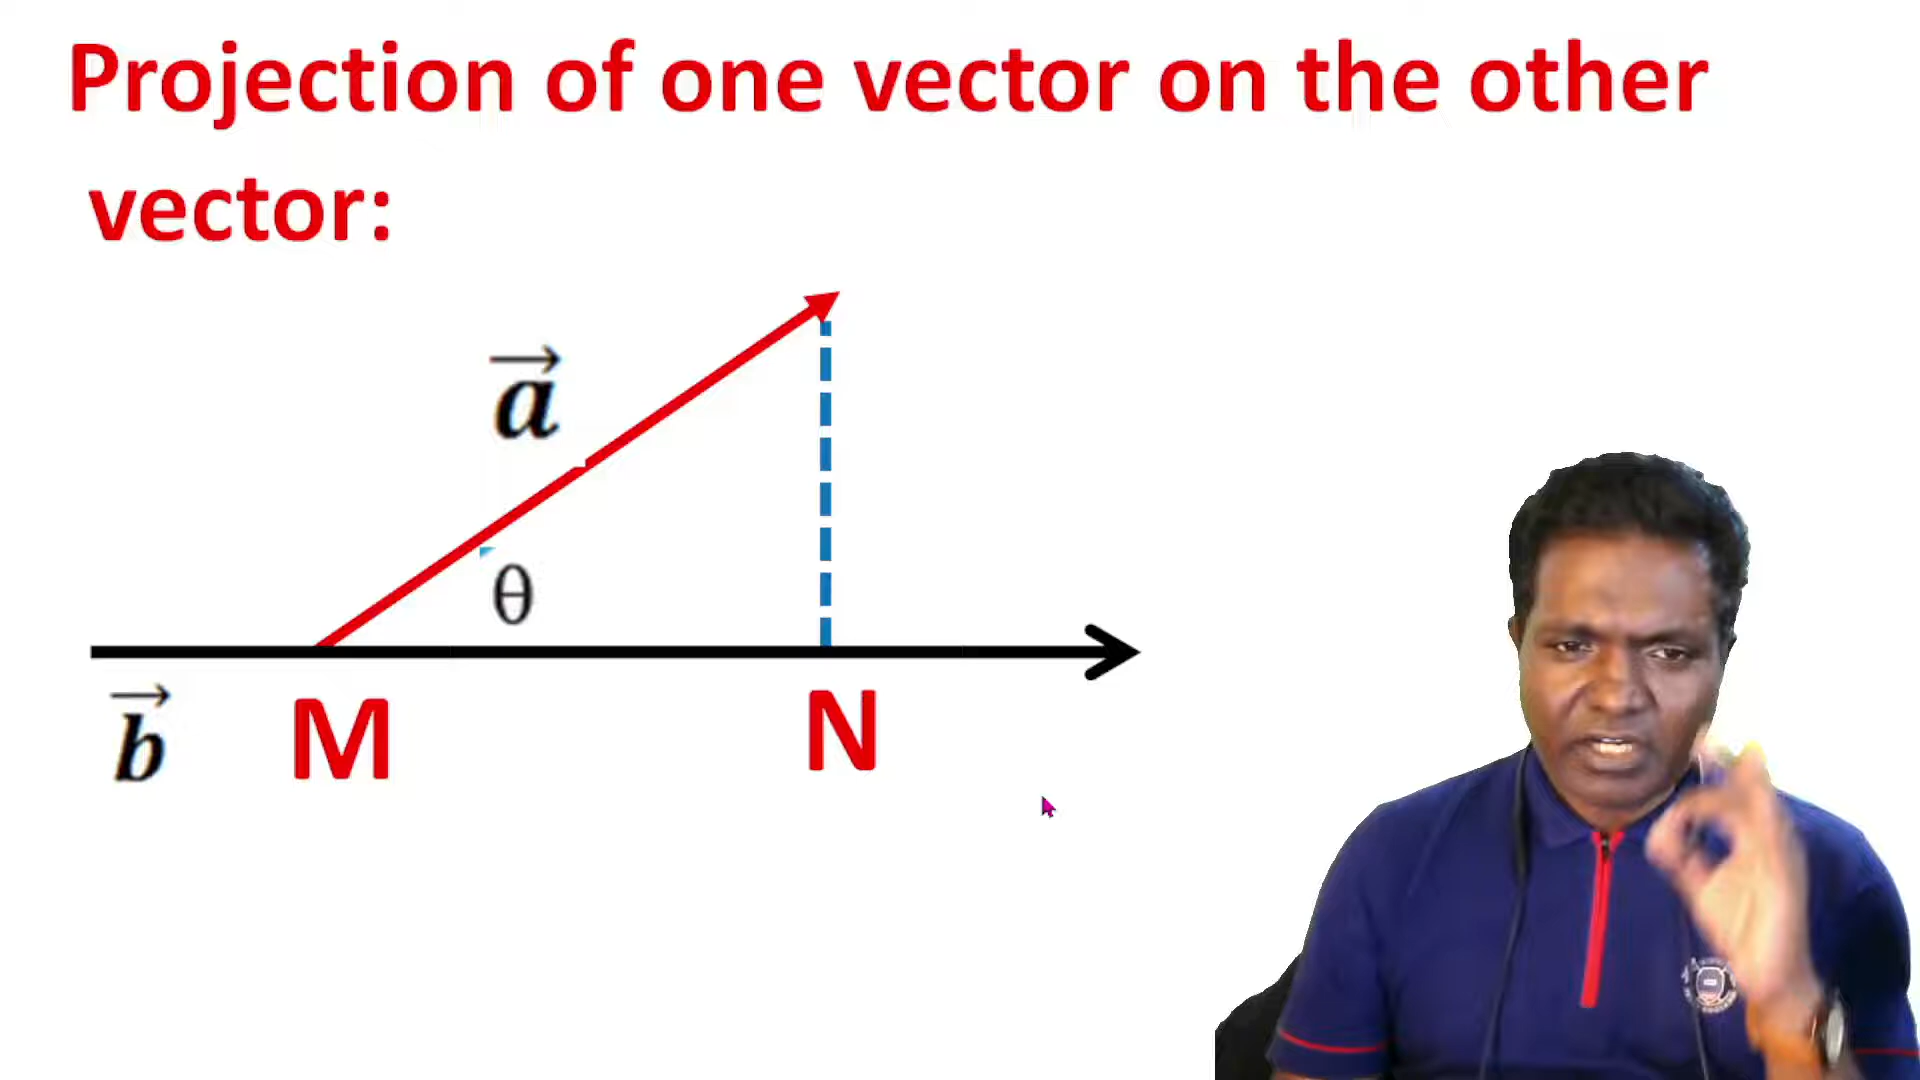 Projection of one vector on the other
vector:
a
θ
b
M
N